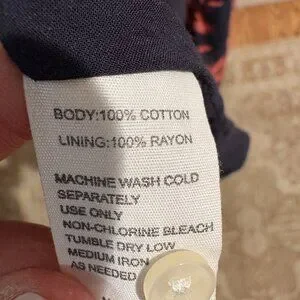 BODY:100% COTTON
LINING:100% RAYON
MACHINE WASH COLD
SEPARATELY
USE ONLY
NON-CHLORINE BLEACH
TUMBLE DRY LOW
MEDIUM IRON
AS NEEDED